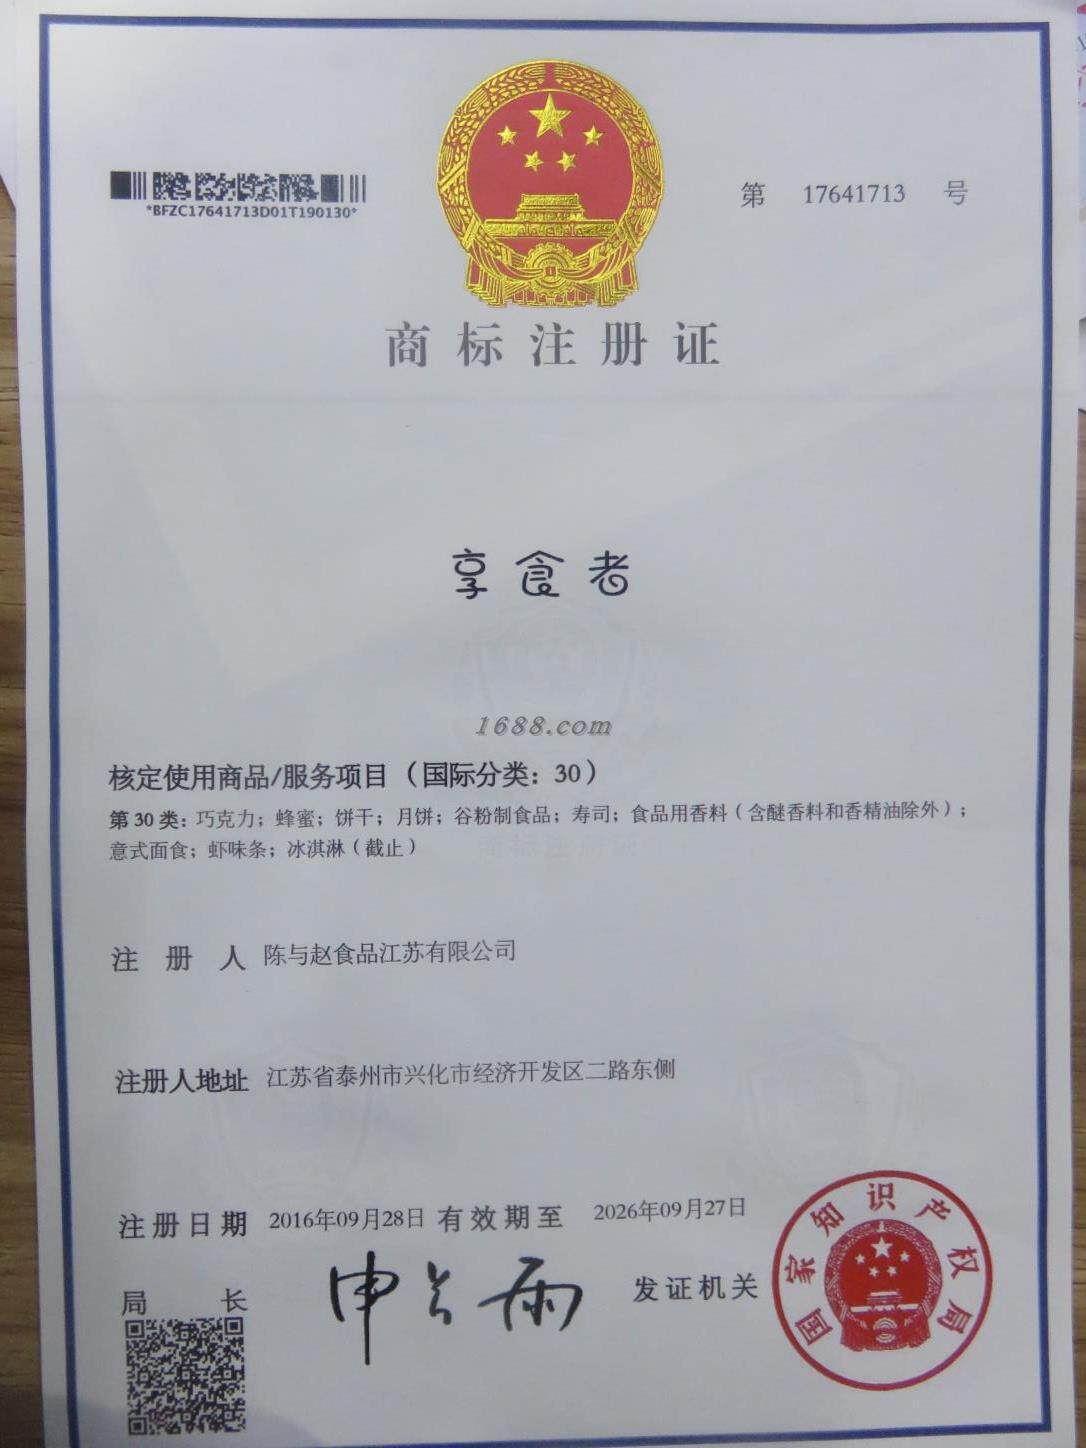 *BFZC17641713D01T190130*
第 17641713 号
商标注册证
享食者
1688.com
核定使用商品/服务项目（国际分类：30）
第30类：巧克力；蜂蜜；饼干；月饼；谷粉制食品；寿司；食品用香料（含醚香料和香精油除外）；
意式面食；虾味条；冰淇淋（截止）
注册人 陈与赵食品江苏有限公司
注册人地址 江苏省泰州市兴化市经济开发区二路东侧
注册日期 2016年09月28日 有效期至 2026年09月27日
局长 申长雨 发证机关
国家知识产权局